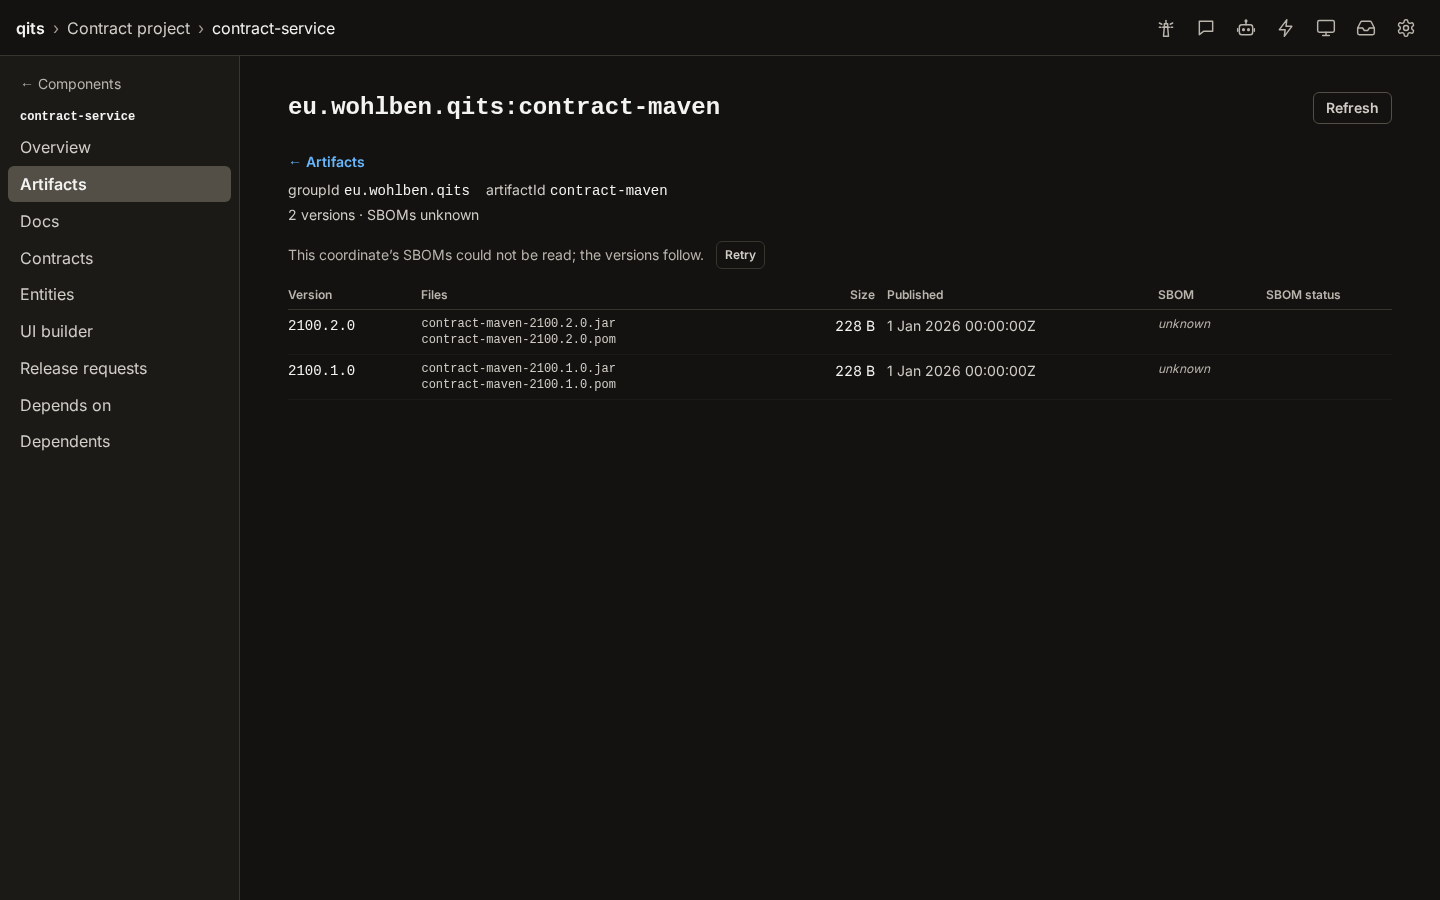 qits › Contract project › contract-service
← Components
contract-service
Overview
Artifacts
Docs
Contracts
Entities
UI builder
Release requests
Depends on
Dependents
eu.wohlben.qits:contract-maven
Refresh
← Artifacts
groupId eu.wohlben.qits artifactId contract-maven
2 versions · SBOMs unknown
This coordinate’s SBOMs could not be read; the versions follow. Retry
Version Files Size Published SBOM SBOM status
2100.2.0 contract-maven-2100.2.0.jar 228 B 1 Jan 2026 00:00:00Z unknown
contract-maven-2100.2.0.pom
2100.1.0 contract-maven-2100.1.0.jar 228 B 1 Jan 2026 00:00:00Z unknown
contract-maven-2100.1.0.pom